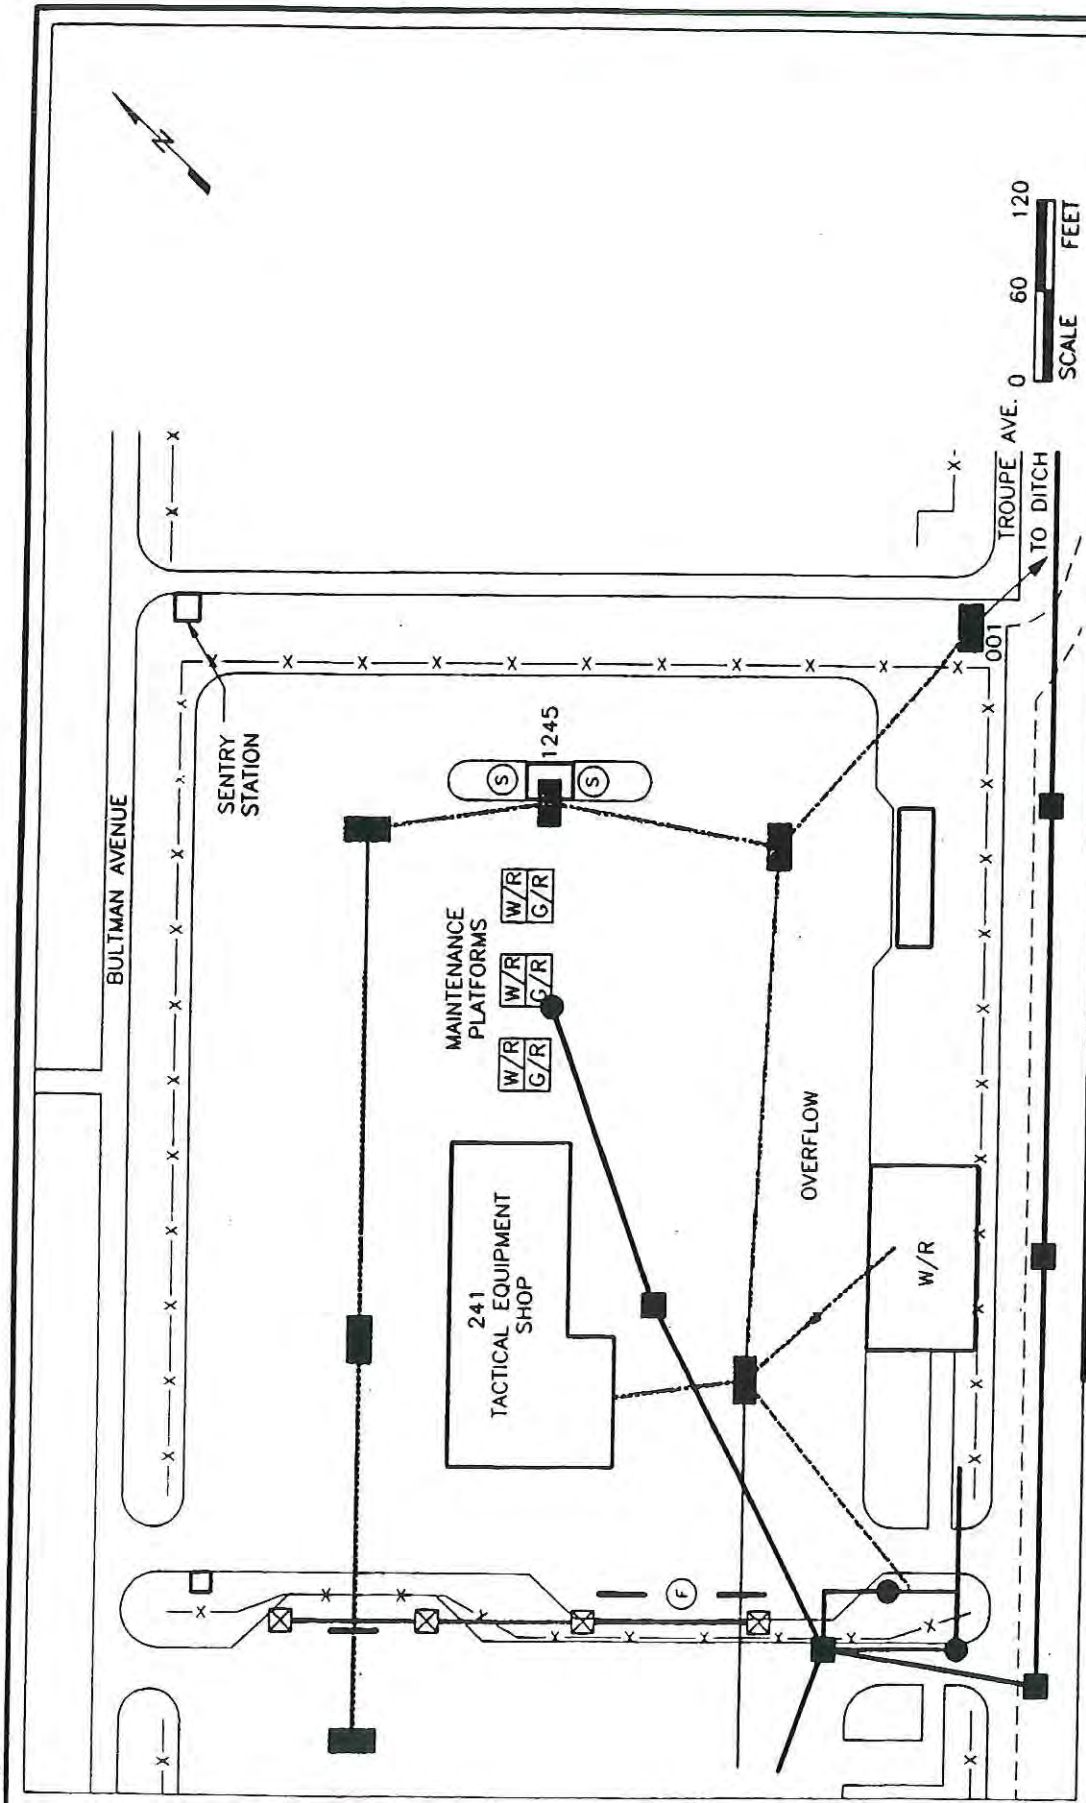 N
BULTMAN AVENUE
SENTRY
STATION
1245
S
S
MAINTENANCE
PLATFORMS
W/R
G/R
W/R
G/R
W/R
G/R
241
TACTICAL EQUIPMENT
SHOP
OVERFLOW
W/R
F
001
TROUPE AVE.
TO DITCH
0 60 120
SCALE FEET